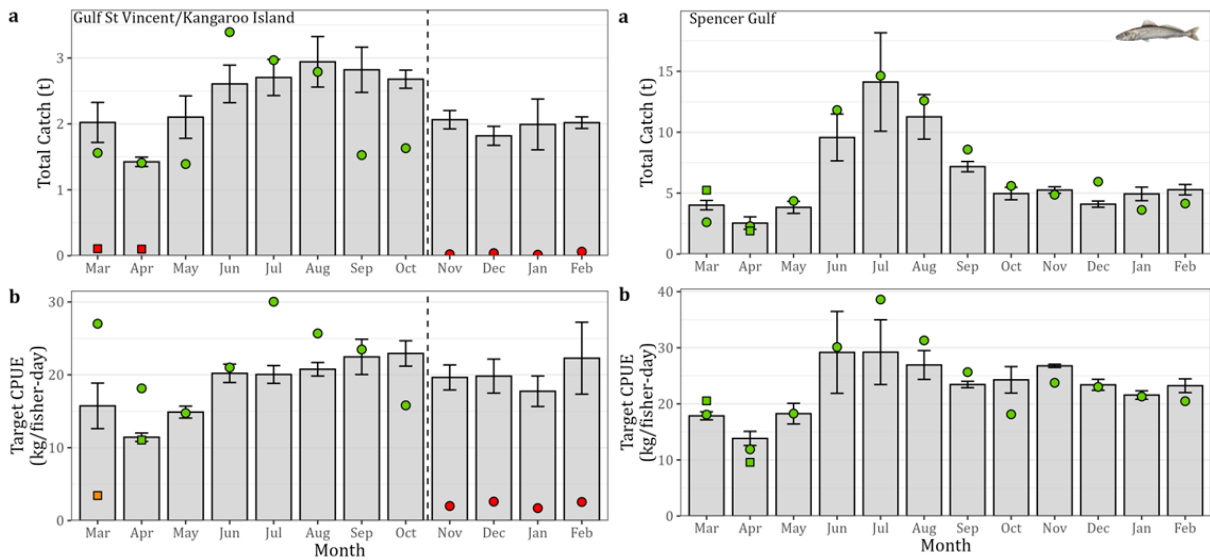 a
Gulf St Vincent/Kangaroo Island
Total Catch (t)
3
2
1
0
Mar Apr May Jun Jul Aug Sep Oct Nov Dec Jan Feb
b
Target CPUE
(kg/fisher-day)
30
20
10
0
Mar Apr May Jun Jul Aug Sep Oct Nov Dec Jan Feb
Month
a
Spencer Gulf
Total Catch (t)
15
10
5
0
Mar Apr May Jun Jul Aug Sep Oct Nov Dec Jan Feb
b
Target CPUE
(kg/fisher-day)
40
30
20
10
0
Mar Apr May Jun Jul Aug Sep Oct Nov Dec Jan Feb
Month